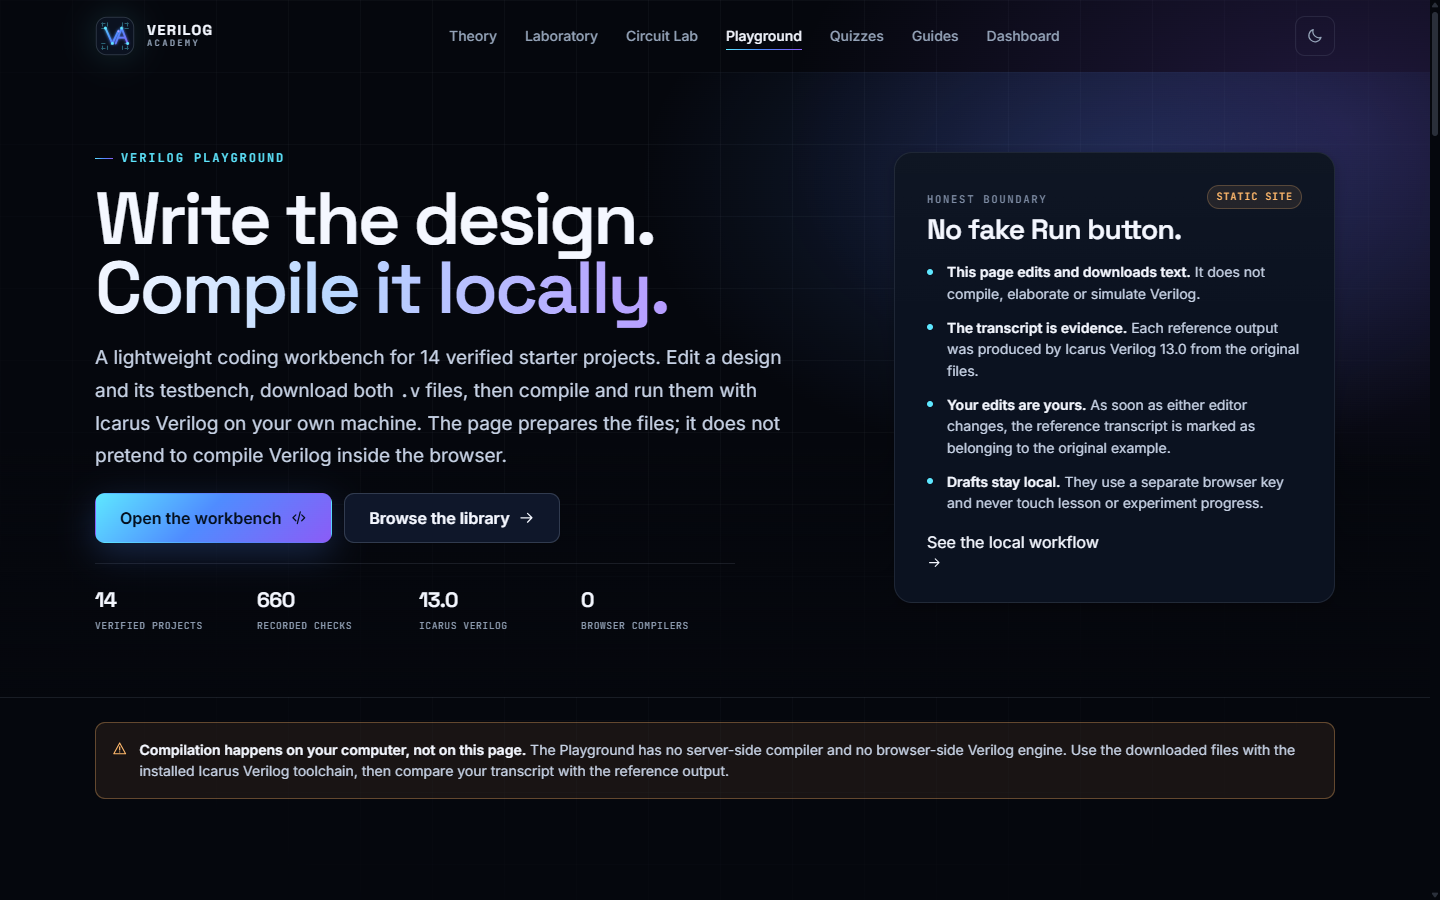 VERILOG
ACADEMY
Theory
Laboratory
Circuit Lab
Playground
Quizzes
Guides
Dashboard
VERILOG PLAYGROUND
Write the design.
Compile it locally.
A lightweight coding workbench for 14 verified starter projects. Edit a design
and its testbench, download both .v files, then compile and run them with
Icarus Verilog on your own machine. The page prepares the files; it does not
pretend to compile Verilog inside the browser.
Open the workbench </>
Browse the library →
14
VERIFIED PROJECTS
660
RECORDED CHECKS
13.0
ICARUS VERILOG
0
BROWSER COMPILERS
HONEST BOUNDARY
STATIC SITE
No fake Run button.
• This page edits and downloads text. It does not
compile, elaborate or simulate Verilog.
• The transcript is evidence. Each reference output
was produced by Icarus Verilog 13.0 from the original
files.
• Your edits are yours. As soon as either editor
changes, the reference transcript is marked as
belonging to the original example.
• Drafts stay local. They use a separate browser key
and never touch lesson or experiment progress.
See the local workflow
→
Compilation happens on your computer, not on this page. The Playground has no server-side compiler and no browser-side Verilog engine. Use the downloaded files with the
installed Icarus Verilog toolchain, then compare your transcript with the reference output.